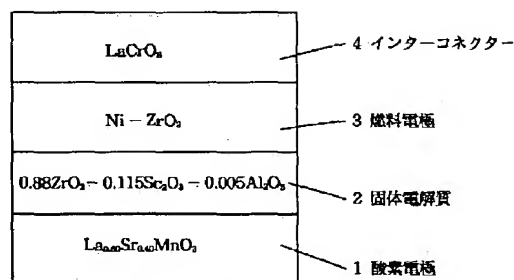 LaCrO₃
4 インターコネクター
Ni − ZrO₂
3 燃料電極
0.88ZrO₂− 0.115Sc₂O₃ − 0.005Al₂O₃
2 固体電解質
La₀.₆₀Sr₀.₄₀MnO₃
1 酸素電極